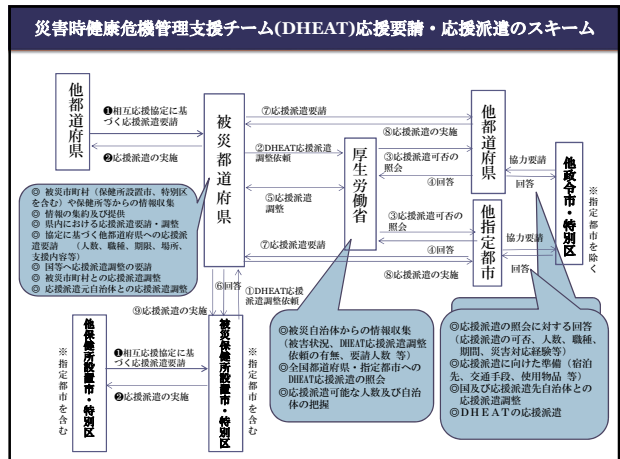 災害時健康危機管理支援チーム(DHEAT)応援要請・応援派遣のスキーム
他都道府県
❶相互応援協定に基
づく応援派遣要請
❷応援派遣の実施
被災都道府県
⑦応援派遣要請
⑧応援派遣の実施
②DHEAT応援派遣
調整依頼
⑤応援派遣
調整
厚生労働省
③応援派遣可否の
照会
④回答
他都道府県
協力要請
回答
他政令市・特別区
※指定都市を除く
③応援派遣可否の
照会
④回答
他指定都市
協力要請
回答
⑦応援派遣要請
⑧応援派遣の実施
◎ 被災市町村（保健所設置市、特別区
を含む）や保健所等からの情報収集
◎ 情報の集約及び提供
◎ 県内における応援派遣要請・調整
◎ 協定に基づく他都道府県への応援派
遣要請 （人数、職種、期限、場所、
支援内容等）
◎ 国等へ応援派遣調整の要請
◎ 被災市町村との応援派遣調整
◎ 応援派遣元自治体との応援派遣調整
⑥回答
①DHEAT応援
派遣調整依頼
⑨応援派遣の実施
※指定都市を含む
他保健所設置市・特別区
❶相互応援協定に基
づく応援派遣要請
❷応援派遣の実施
被災保健所設置市・特別区
※指定都市を含む
◎被災自治体からの情報収集
（被害状況、DHEAT応援派遣調整
依頼の有無、要請人数 等）
◎全国都道府県・指定都市への
DHEAT応援派遣の照会
◎応援派遣可能な人数及び自治
体の把握
◎応援派遣の照会に対する回答
（応援派遣の可否、人数、職種、
期間、災害対応経験等）
◎応援派遣に向けた準備（宿泊
先、交通手段、使用物品 等）
◎国及び応援派遣先自治体との
応援派遣調整
◎ＤＨＥＡＴの応援派遣